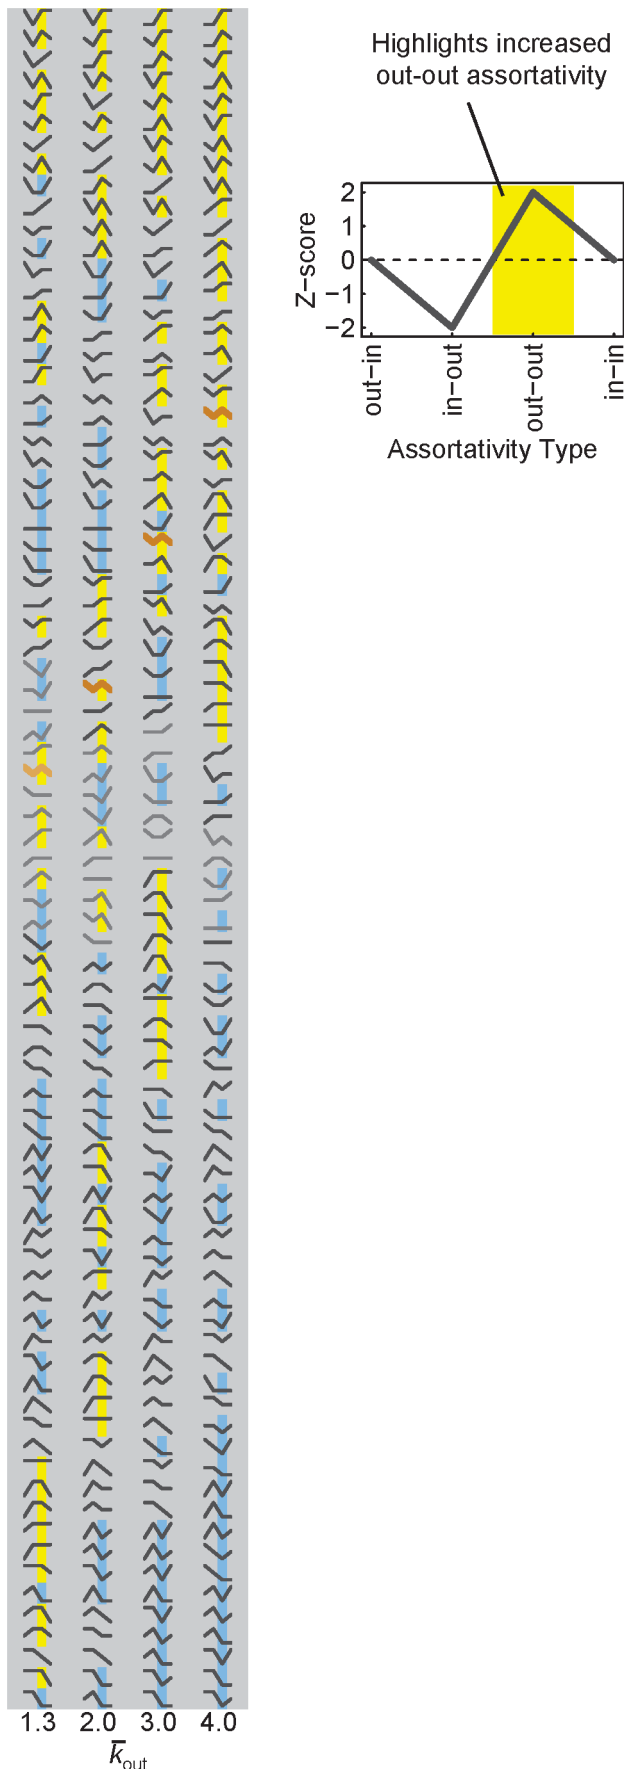 Highlights increased
out-out assortativity
2
1
0
−1
−2
Z−score
out−in
in−out
out−out
in−in
Assortativity Type
1.3 2.0 3.0 4.0
k̄out